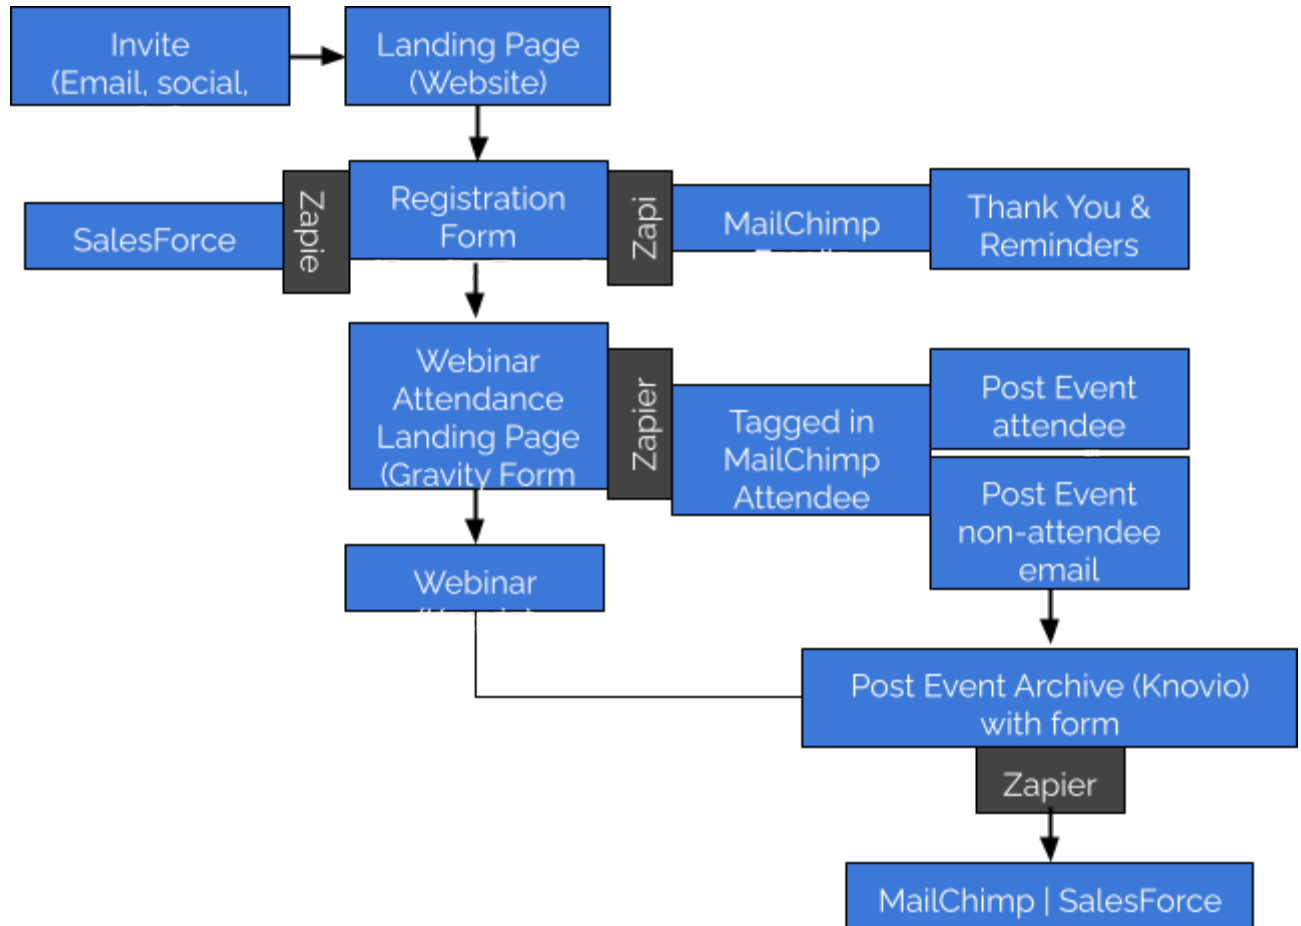 Invite
(Email, social,
Landing Page
(Website)
SalesForce
Zapie
Registration
Form
Zapi
MailChimp
Thank You &
Reminders
Webinar
Attendance
Landing Page
(Gravity Form
Zapier
Tagged in
MailChimp
Attendee
Post Event
attendee
Post Event
non-attendee
email
Webinar
Post Event Archive (Knovio)
with form
Zapier
MailChimp | SalesForce